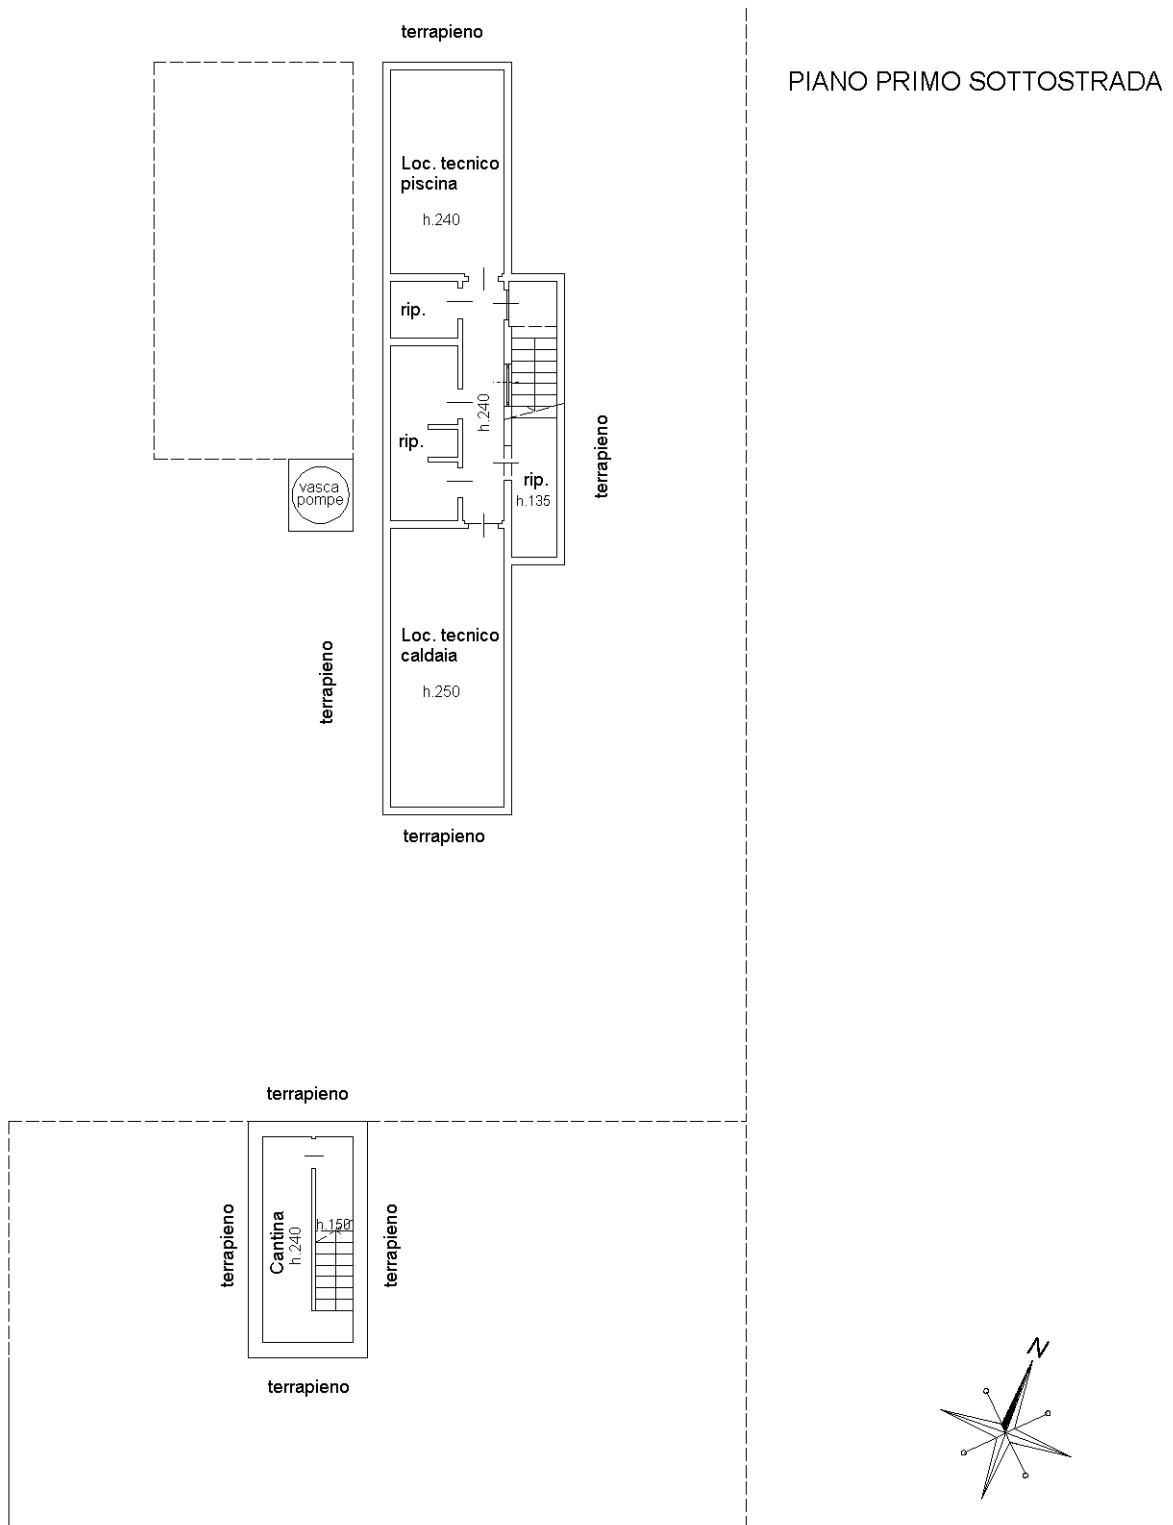 terrapieno
PIANO PRIMO SOTTOSTRADA
Loc. tecnico
piscina
h.240
rip.
h.240
rip.
terrapieno
rip.
h.135
vasca
pompe
Loc. tecnico
caldaia
h.250
terrapieno
terrapieno
terrapieno
terrapieno
Cantina
h.240
h.150
terrapieno
terrapieno
N